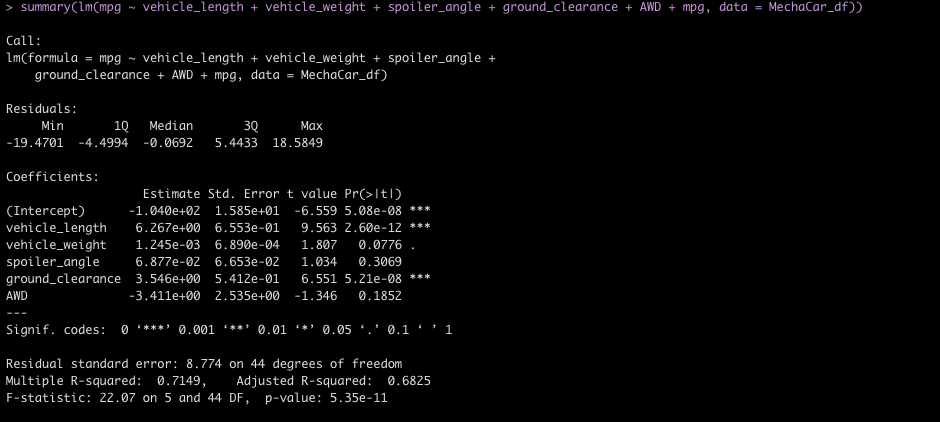 > summary(lm(mpg ~ vehicle_length + vehicle_weight + spoiler_angle + ground_clearance + AWD + mpg, data = MechaCar_df))
Call:
lm(formula = mpg ~ vehicle_length + vehicle_weight + spoiler_angle +
    ground_clearance + AWD + mpg, data = MechaCar_df)
Residuals:
     Min       1Q   Median       3Q      Max
-19.4701  -4.4994  -0.0692   5.4433  18.5849
Coefficients:
                   Estimate Std. Error t value Pr(>|t|)
(Intercept)      -1.040e+02  1.585e+01  -6.559 5.08e-08 ***
vehicle_length    6.267e+00  6.553e-01   9.563 2.60e-12 ***
vehicle_weight    1.245e-03  6.890e-04   1.807   0.0776 .
spoiler_angle     6.877e-02  6.653e-02   1.034   0.3069
ground_clearance  3.546e+00  5.412e-01   6.551 5.21e-08 ***
AWD              -3.411e+00  2.535e+00  -1.346   0.1852
---
Signif. codes:  0 ‘***’ 0.001 ‘**’ 0.01 ‘*’ 0.05 ‘.’ 0.1 ‘ ’ 1
Residual standard error: 8.774 on 44 degrees of freedom
Multiple R-squared:  0.7149,    Adjusted R-squared:  0.6825
F-statistic: 22.07 on 5 and 44 DF,  p-value: 5.35e-11